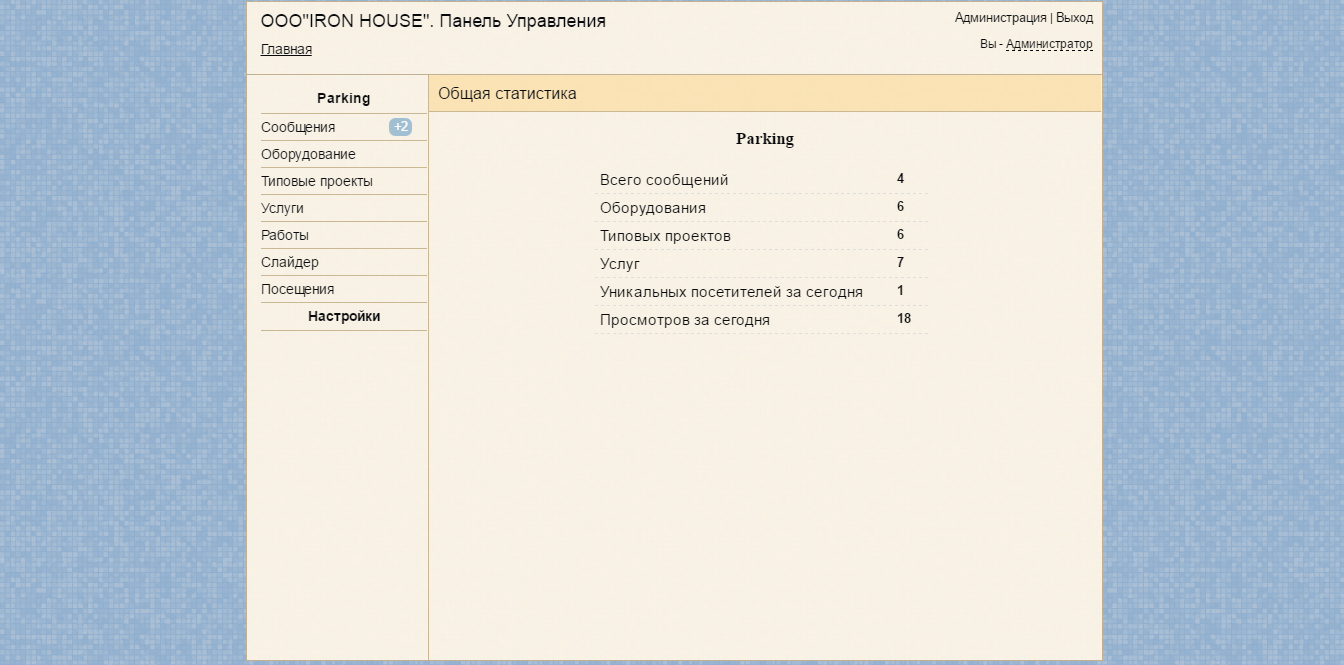 ООО"IRON HOUSE". Панель Управления
Администрация | Выход
Главная
Вы - Администратор
Parking
Сообщения +2
Оборудование
Типовые проекты
Услуги
Работы
Слайдер
Посещения
Настройки
Общая статистика
Parking
Всего сообщений 4
Оборудования 6
Типовых проектов 6
Услуг 7
Уникальных посетителей за сегодня 1
Просмотров за сегодня 18